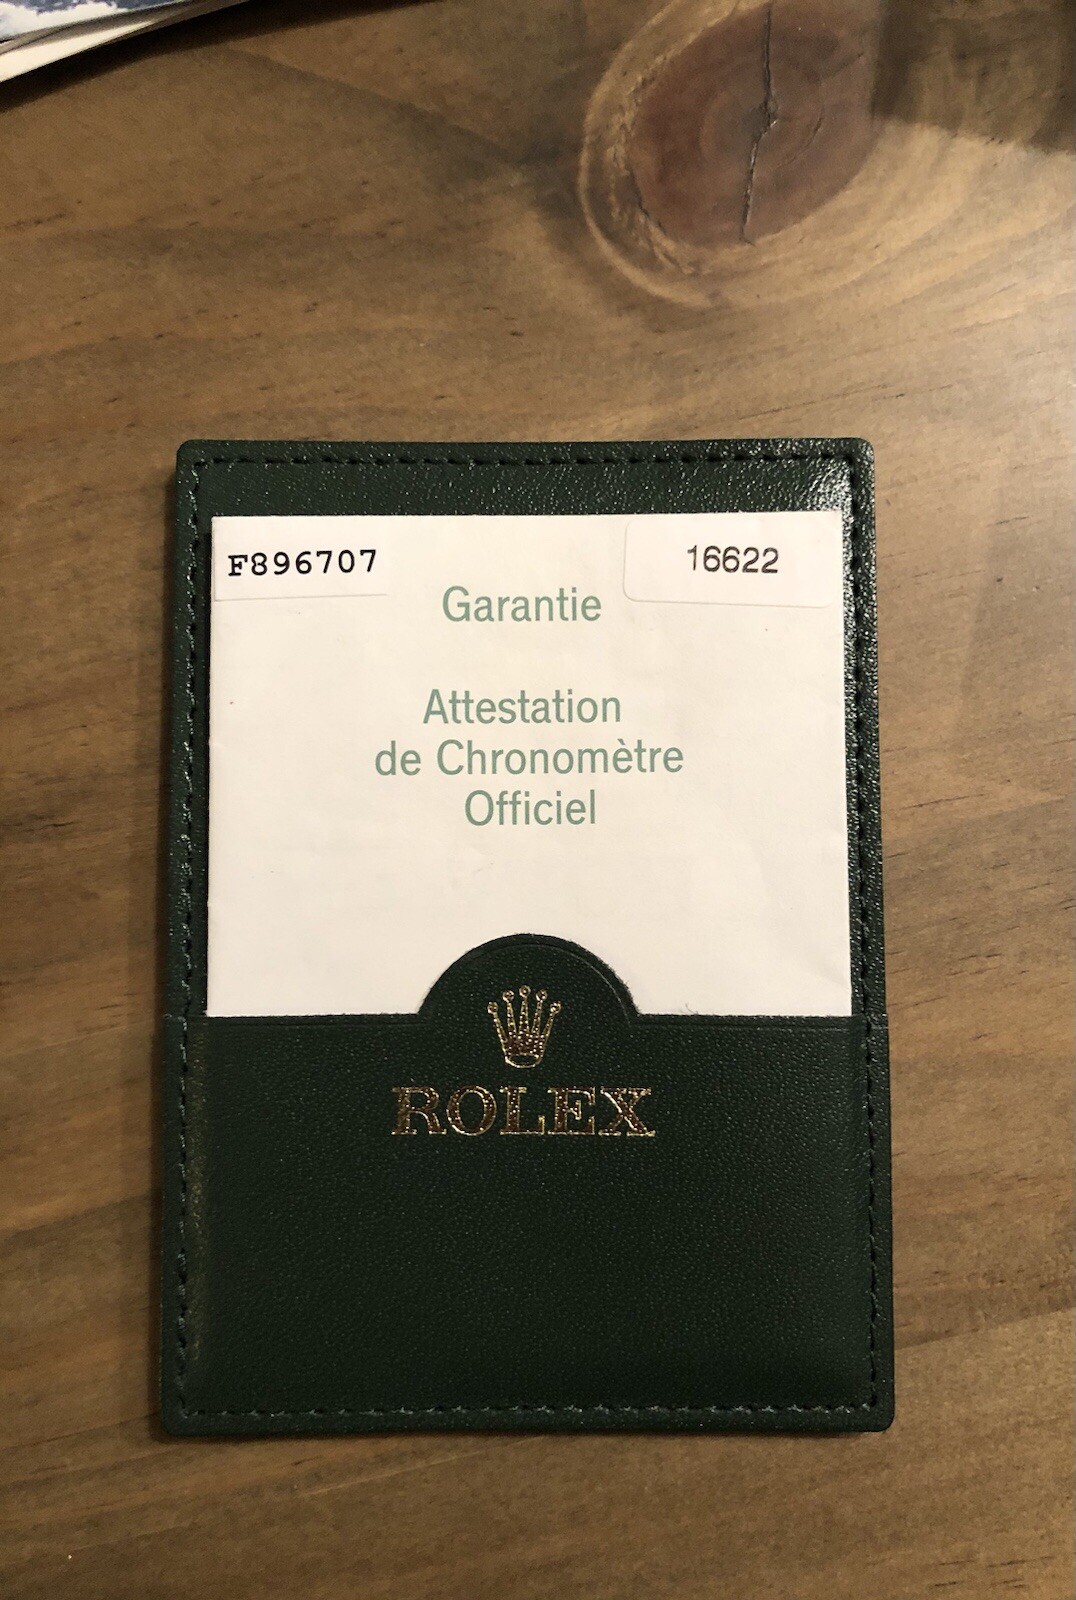 F896707
16622
Garantie
Attestation
de Chronomètre
Officiel
ROLEX